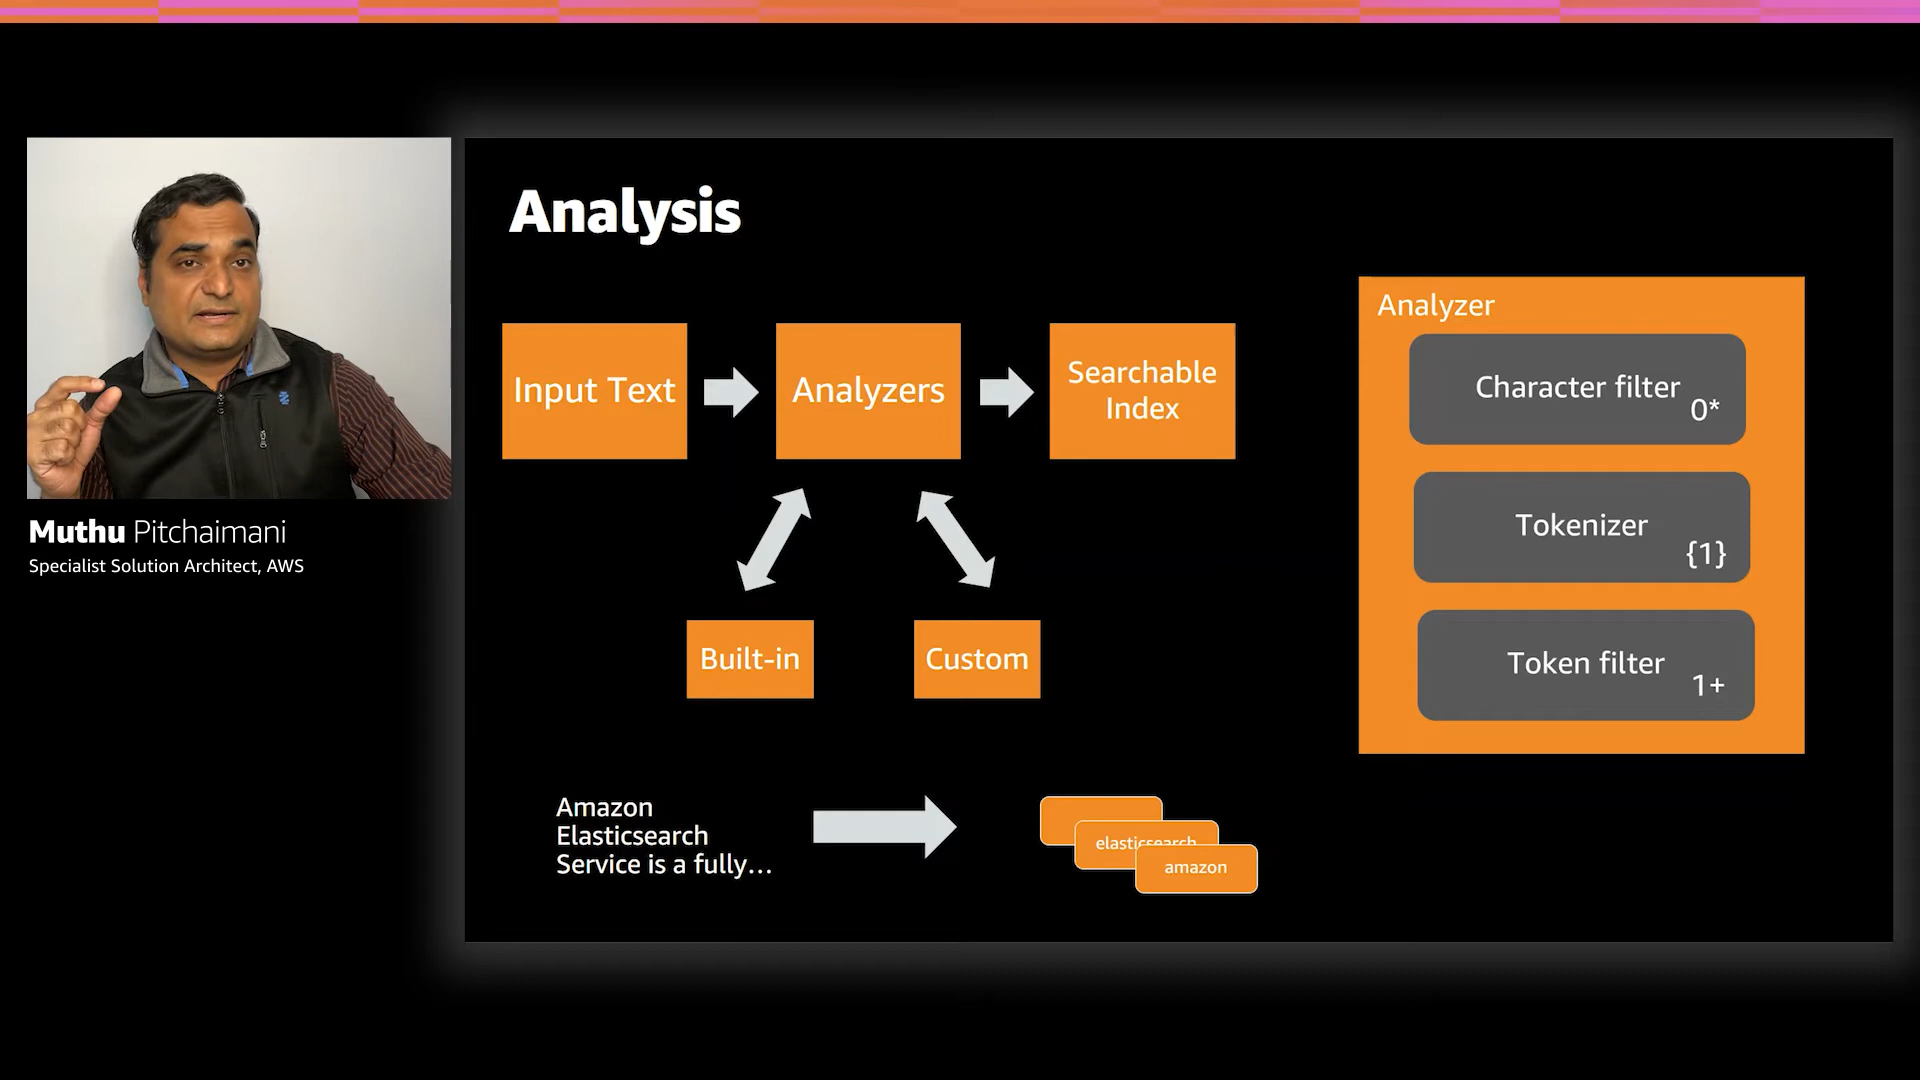 Analysis
Input Text
Analyzers
Searchable
Index
Built-in
Custom
Amazon
Elasticsearch
Service is a fully...
elasticsearch
amazon
Analyzer
Character filter
0*
Tokenizer
{1}
Token filter
1+
Muthu Pitchaimani
Specialist Solution Architect, AWS